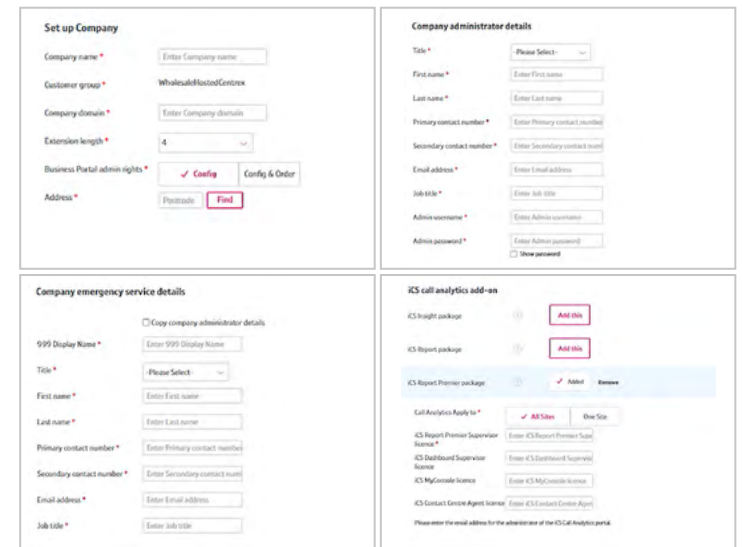 Set up Company
Company name * Enter Company name
Customer group * WholesaleHostedCentrex
Company domain * Enter Company domain
Extension length * 4
Business Portal admin rights * ✓ Config Config & Order
Address * Postcode Find
Company administrator details
Title * -Please Select-
First name * Enter First name
Last name * Enter Last name
Primary contact number * Enter Primary contact number
Secondary contact number * Enter Secondary contact num
Email address * Enter Email address
Job title * Enter Job title
Admin username * Enter Admin username
Admin password * Enter Admin password
Show password
Company emergency service details
Copy company administrator details
999 Display Name * Enter 999 Display Name
Title * -Please Select-
First name * Enter First name
Last name * Enter Last name
Primary contact number * Enter Primary contact number
Secondary contact number * Enter Secondary contact num
Email address * Enter Email address
Job title * Enter Job title
iCS call analytics add-on
iCS Insight package Add this
iCS Report package Add this
iCS Report Premier package ✓ Added Remove
Call Analytics Apply to * ✓ All Sites One Site
iCS Report Premier Supervisor Enter iCS Report Premier Supe
licence *
iCS Dashboard Supervisor Enter iCS Dashboard Supervis
licence
iCS MyConsole licence Enter iCS MyConsole licence
iCS Contact Centre Agent licence Enter iCS Contact Centre Agen
Please enter the email address for the administrator of the iCS Call Analytics portal.